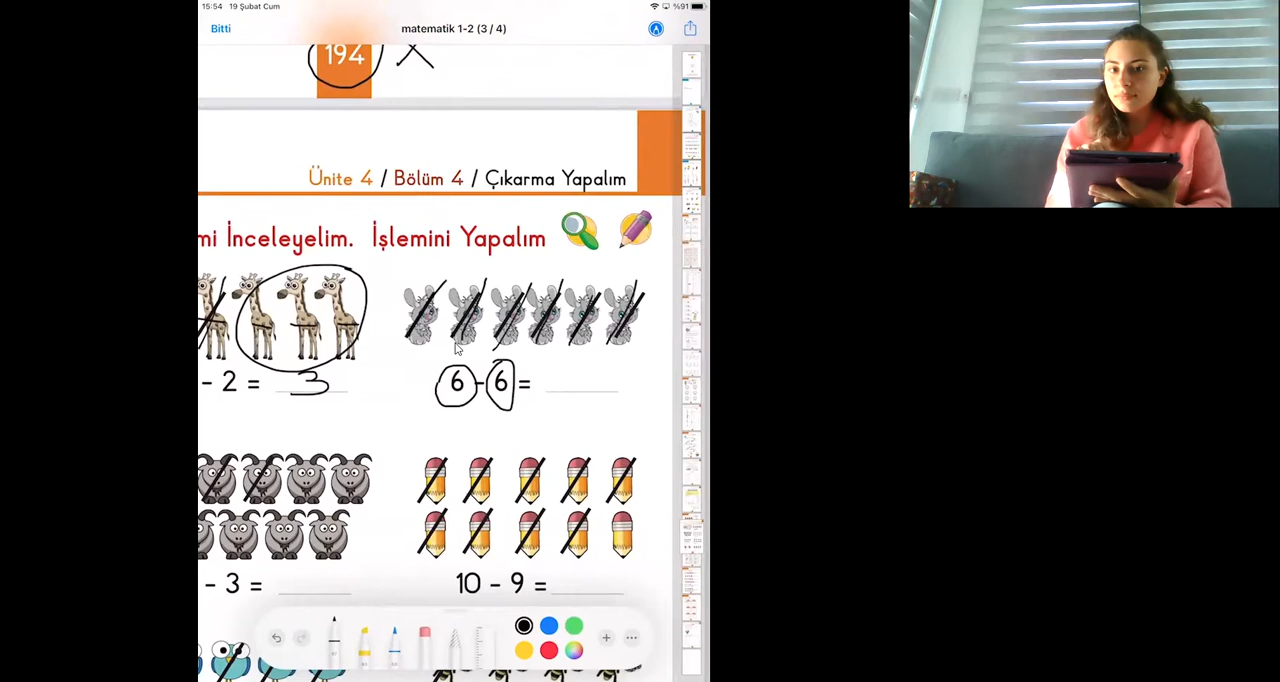 15:54 19 Şubat Cum
%91
Bitti
matematik 1-2 (3 / 4)
194
Ünite 4 / Bölüm 4 / Çıkarma Yapalım
mi İnceleyelim. İşlemini Yapalım
- 2 = 3
6 - 6 =
- 3 =
10 - 9 =